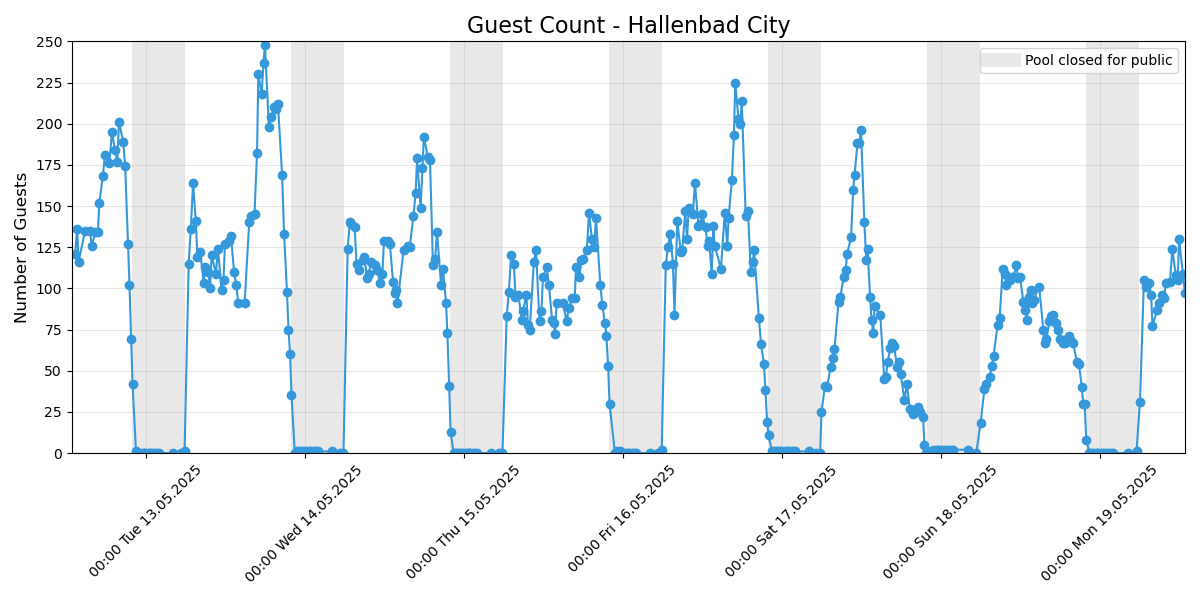 Guest Count - Hallenbad City
Pool closed for public
Number of Guests
250
225
200
175
150
125
100
75
50
25
0
00:00 Tue 13.05.2025
00:00 Wed 14.05.2025
00:00 Thu 15.05.2025
00:00 Fri 16.05.2025
00:00 Sat 17.05.2025
00:00 Sun 18.05.2025
00:00 Mon 19.05.2025